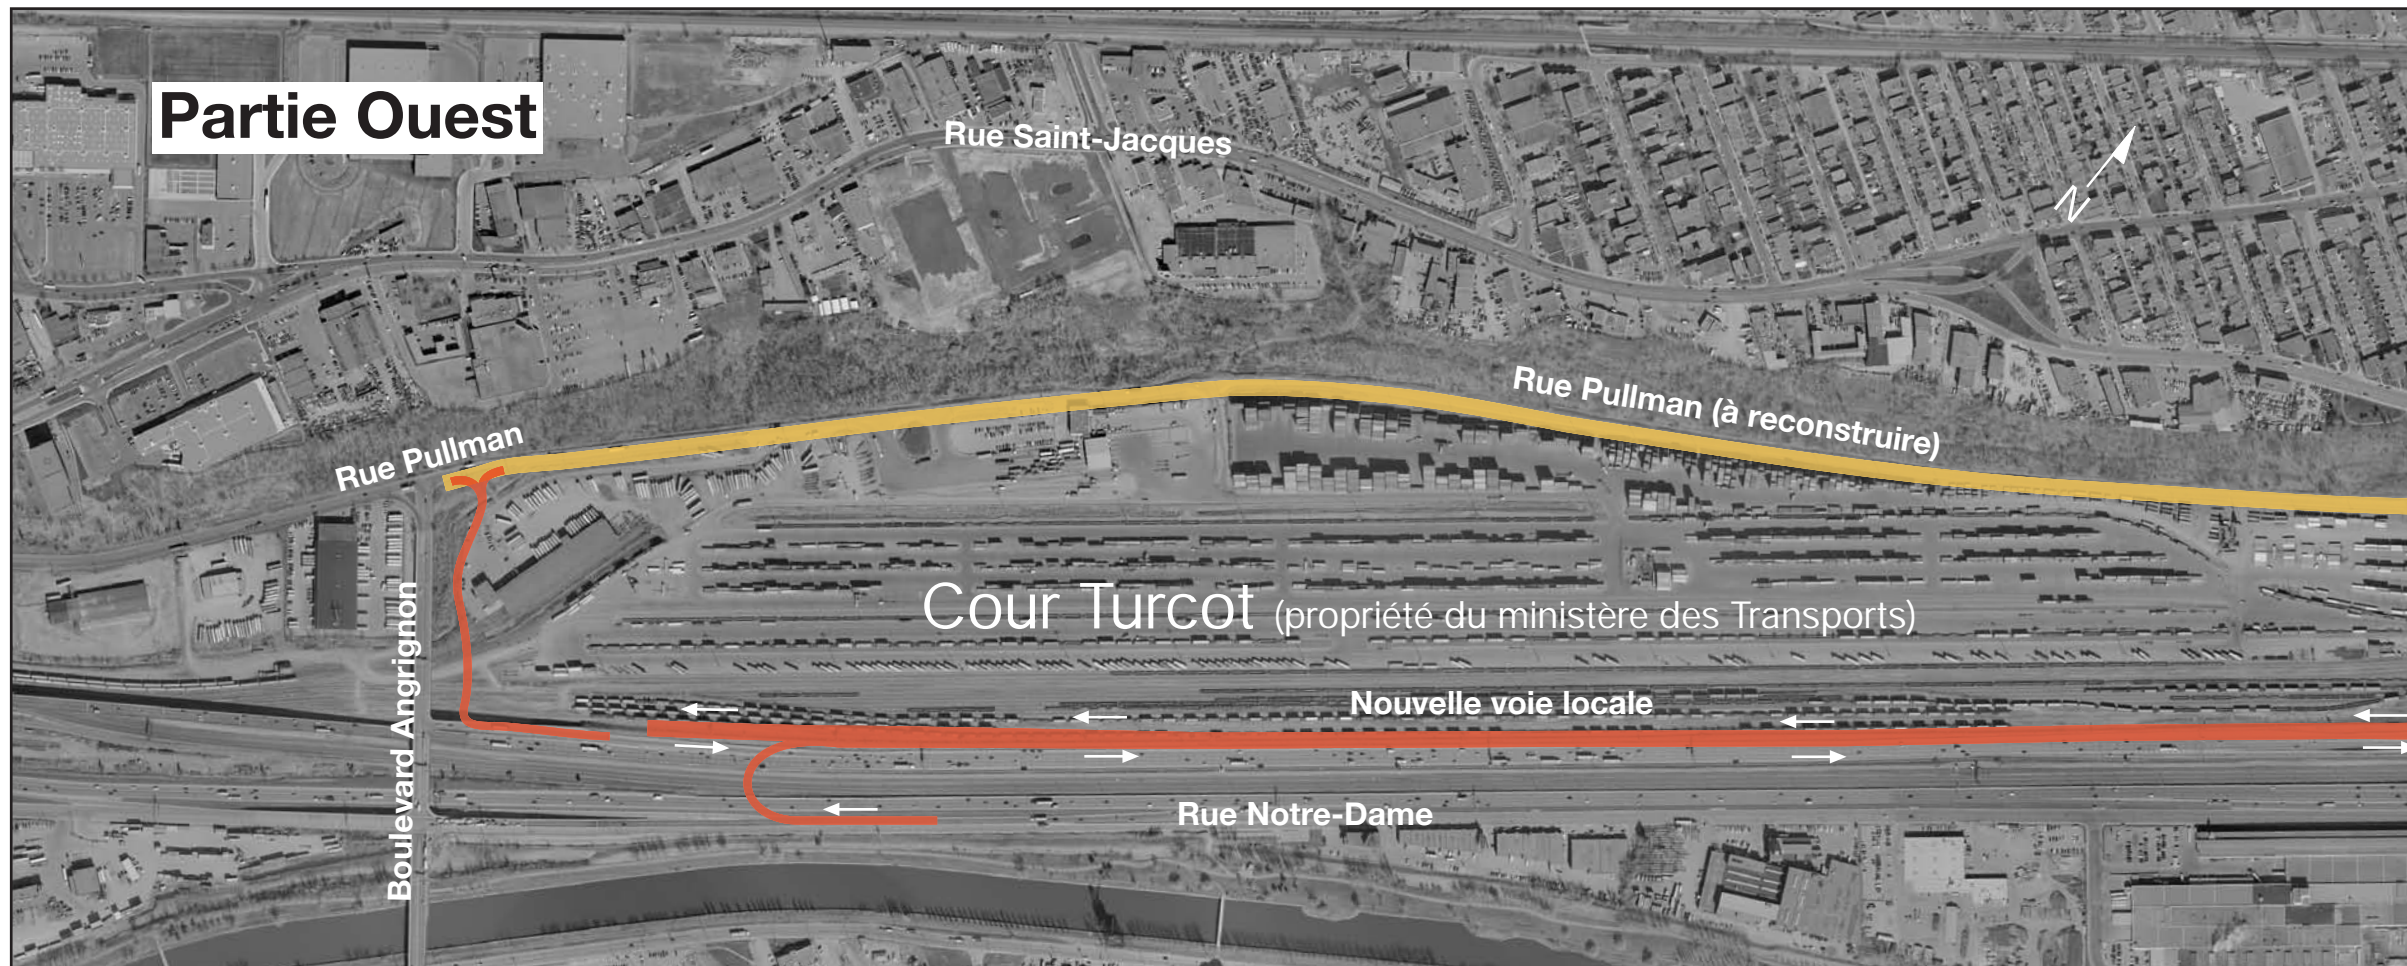 Partie Ouest
Rue Saint-Jacques
N
Rue Pullman (à reconstruire)
Rue Pullman
Cour Turcot (propriété du ministère des Transports)
Boulevard Angrignon
Nouvelle voie locale
Rue Notre-Dame